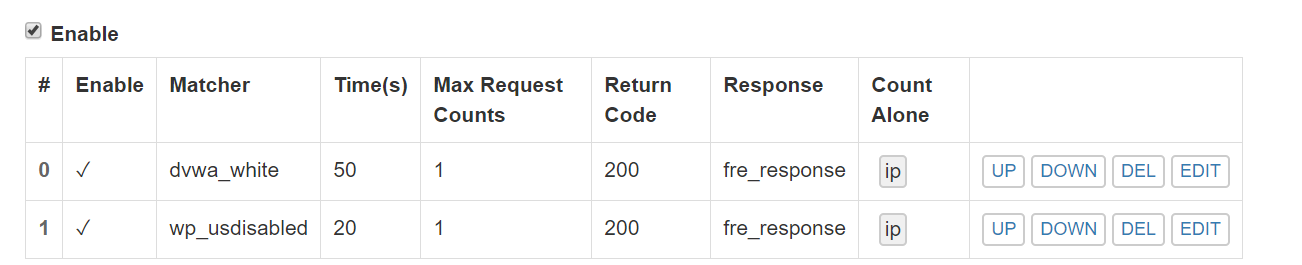 Enable
# Enable Matcher Time(s) Max Request Counts Return Code Response Count Alone
0 ✓ dvwa_white 50 1 200 fre_response ip UP DOWN DEL EDIT
1 ✓ wp_usdisabled 20 1 200 fre_response ip UP DOWN DEL EDIT